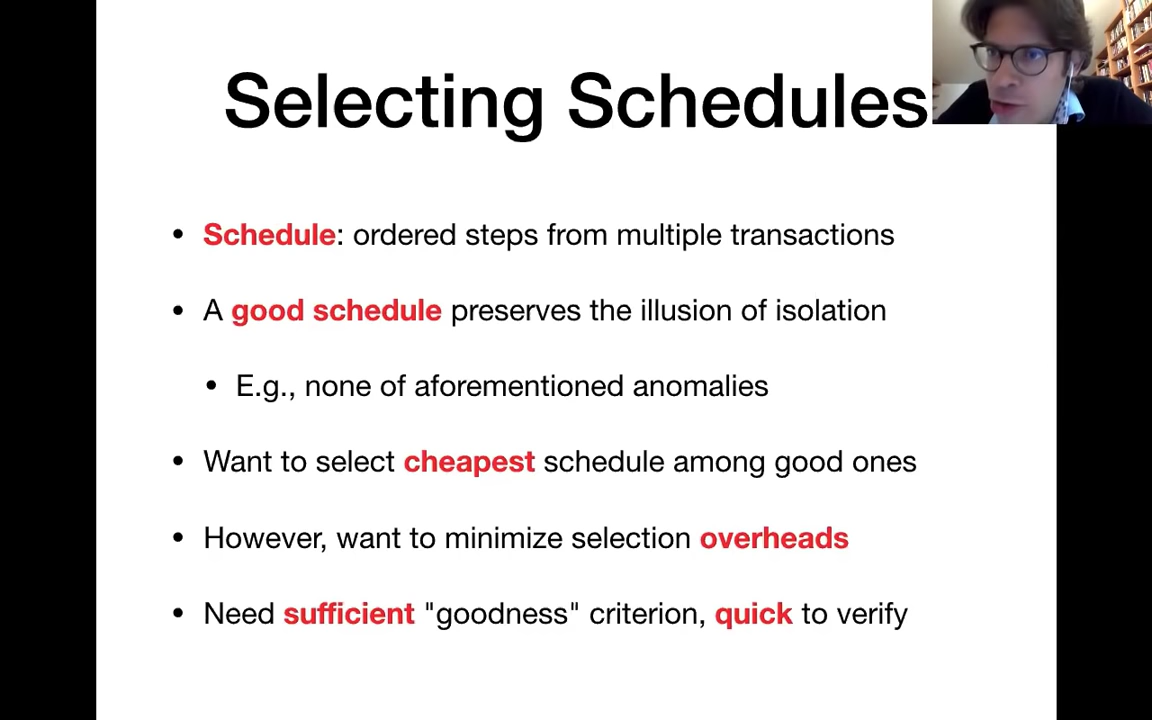 Selecting Schedules
• Schedule: ordered steps from multiple transactions
• A good schedule preserves the illusion of isolation
• E.g., none of aforementioned anomalies
• Want to select cheapest schedule among good ones
• However, want to minimize selection overheads
• Need sufficient "goodness" criterion, quick to verify